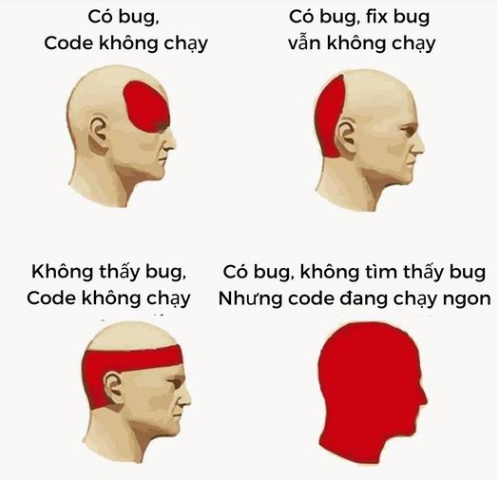 Có bug,
Code không chạy
Có bug, fix bug
vẫn không chạy
Không thấy bug,
Code không chạy
Có bug, không tìm thấy bug
Nhưng code đang chạy ngon